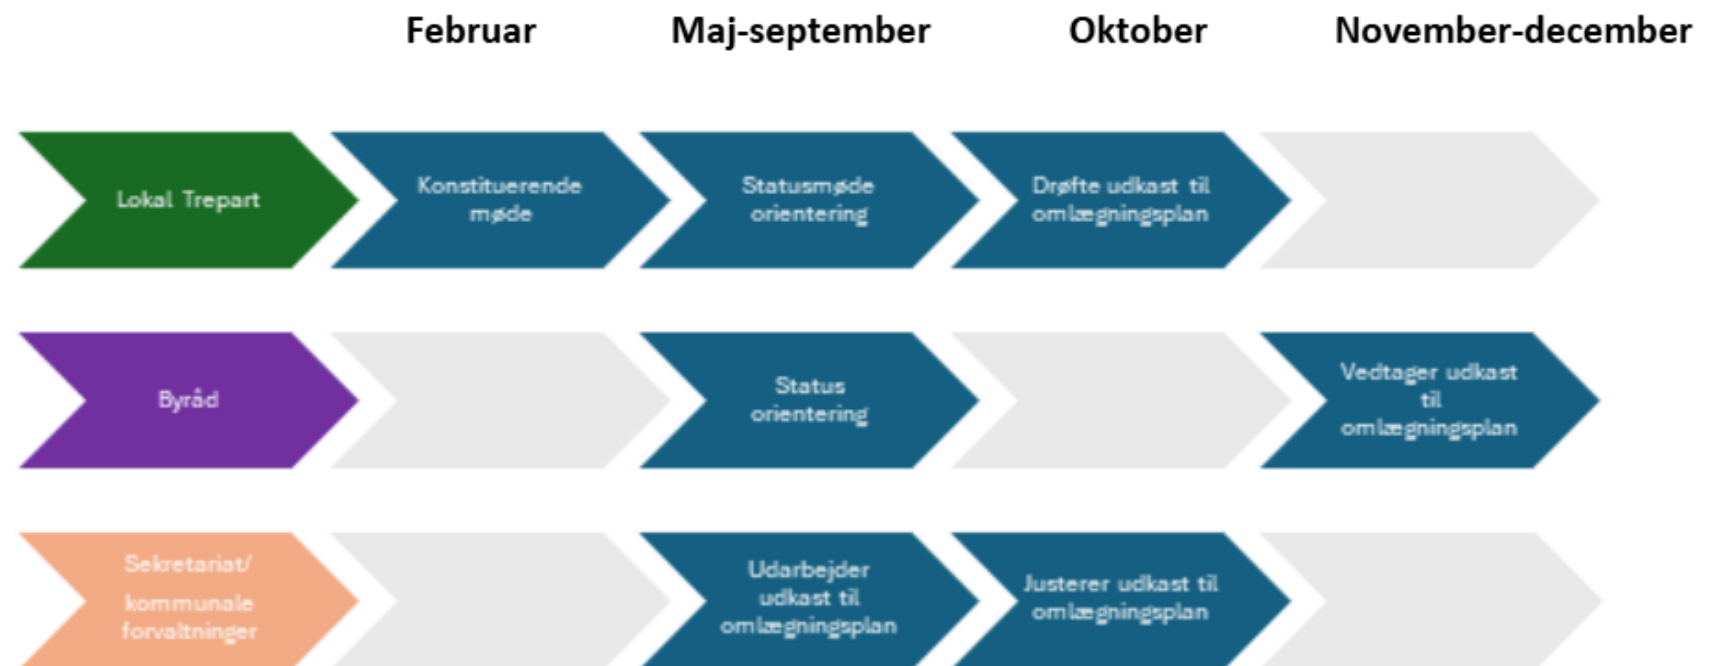 Februar
Maj-september
Oktober
November-december
Lokal Trepart
Konstituerende
møde
Statusmøde
orientering
Drøfte udkast til
omlægningsplan
Byråd
Status
orientering
Vedtager udkast
til
omlægningsplan
Sekretariat/
kommunale
forvaltninger
Udarbejder
udkast til
omlægningsplan
Justerer udkast til
omlægningsplan